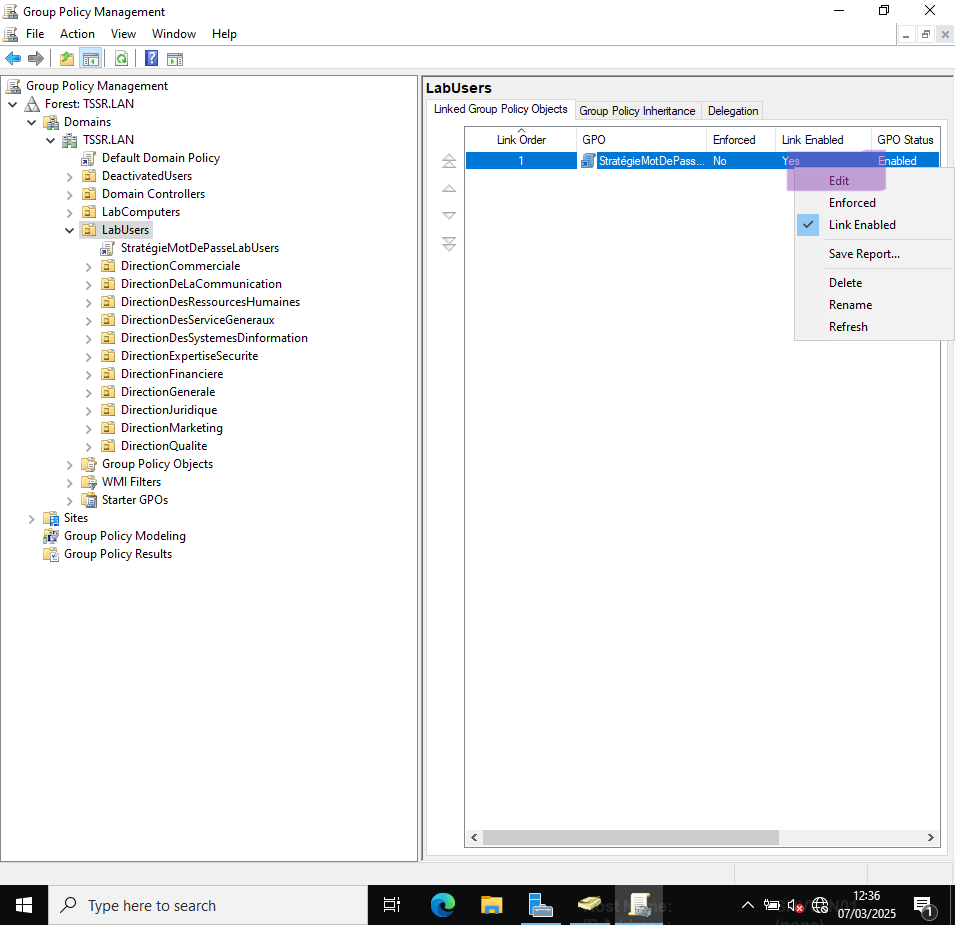 Group Policy Management
File Action View Window Help
Group Policy Management
Forest: TSSR.LAN
Domains
TSSR.LAN
Default Domain Policy
DeactivatedUsers
Domain Controllers
LabComputers
LabUsers
StratégieMotDePasseLabUsers
DirectionCommerciale
DirectionDeLaCommunication
DirectionDesRessourcesHumaines
DirectionDesServiceGeneraux
DirectionDesSystemesDinformation
DirectionExpertiseSecurite
DirectionFinanciere
DirectionGenerale
DirectionJuridique
DirectionMarketing
DirectionQualite
Group Policy Objects
WMI Filters
Starter GPOs
Sites
Group Policy Modeling
Group Policy Results
LabUsers
Linked Group Policy Objects Group Policy Inheritance Delegation
Link Order GPO Enforced Link Enabled GPO Status
1 StratégieMotDePass... No Yes Enabled
Edit
Enforced
Link Enabled
Save Report...
Delete
Rename
Refresh
Type here to search
12:36
07/03/2025
1